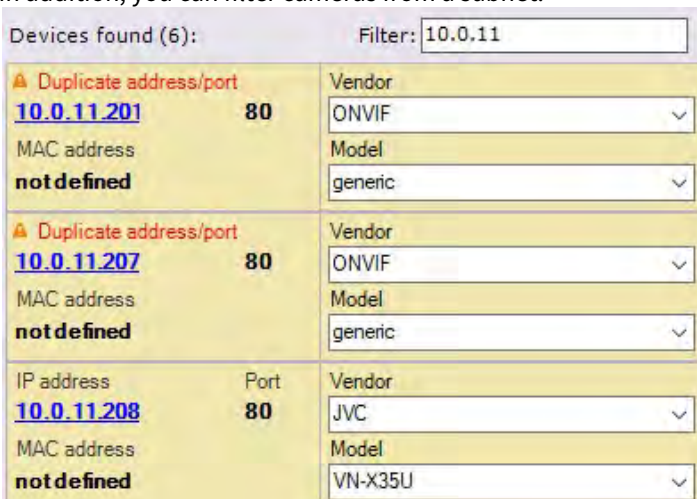 In addition, you can filter cameras from a subnet.
Devices found (6): Filter: 10.0.11
Duplicate address/port Vendor
10.0.11.201 80 ONVIF
MAC address Model
not defined generic
Duplicate address/port Vendor
10.0.11.207 80 ONVIF
MAC address Model
not defined generic
IP address Port Vendor
10.0.11.208 80 JVC
MAC address Model
not defined VN-X35U